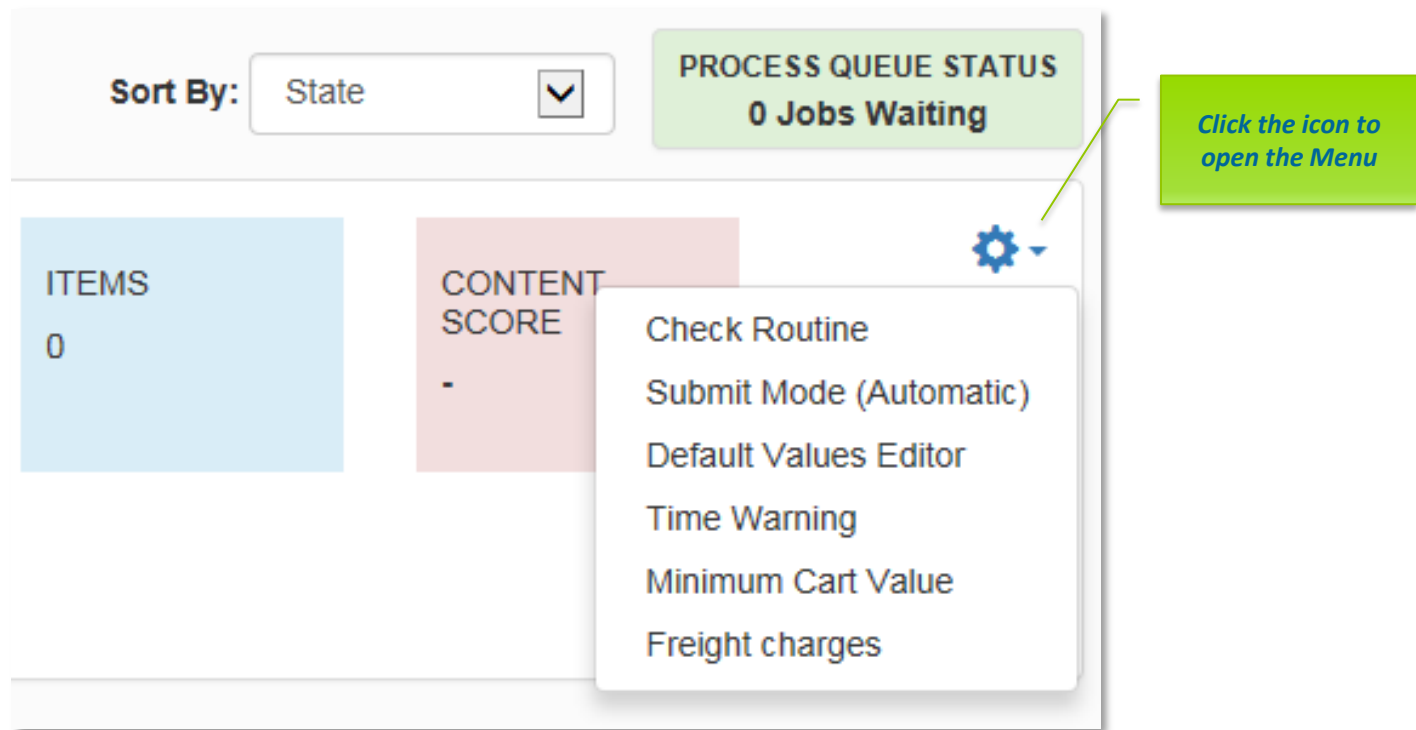 Sort By: State
PROCESS QUEUE STATUS
0 Jobs Waiting
Click the icon to
open the Menu
ITEMS
0
CONTENT
SCORE
-
Check Routine
Submit Mode (Automatic)
Default Values Editor
Time Warning
Minimum Cart Value
Freight charges